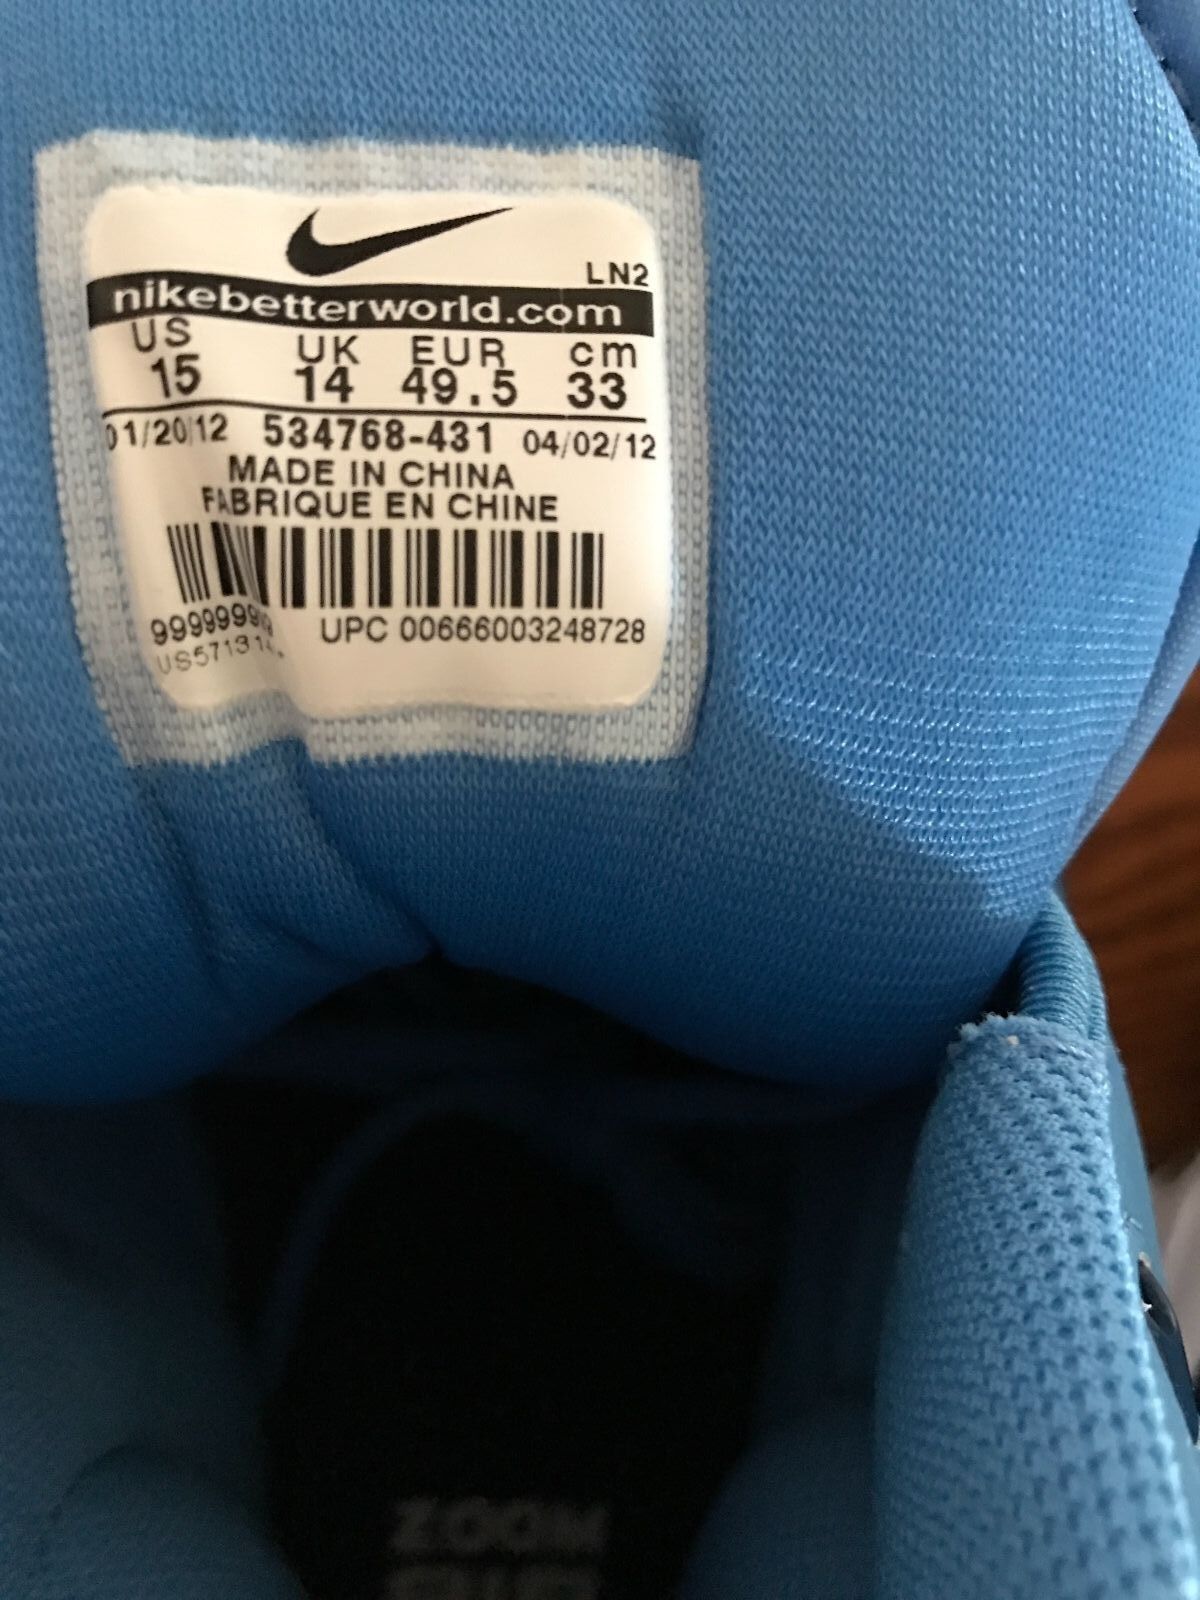 LN2
nikebetterworld.com
US UK EUR cm
15 14 49.5 33
01/20/12 534768-431 04/02/12
MADE IN CHINA
FABRIQUE EN CHINE
UPC 00666003248728
ZOOM